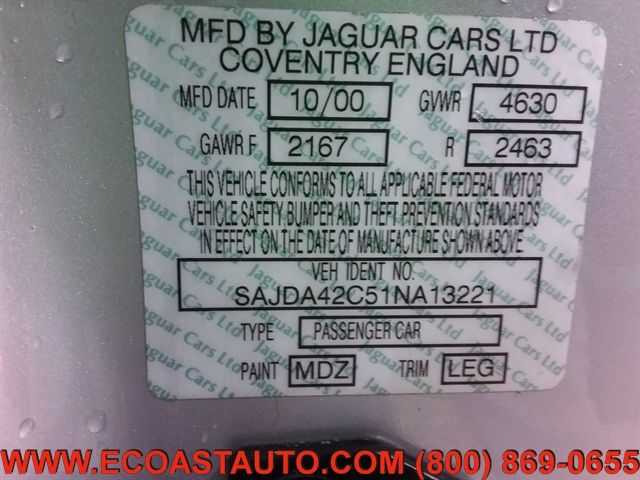 MFD BY JAGUAR CARS LTD
COVENTRY ENGLAND
MFD DATE 10/00 GVWR 4630
GAWR F 2167 R 2463
THIS VEHICLE CONFORMS TO ALL APPLICABLE FEDERAL MOTOR
VEHICLE SAFETY, BUMPER AND THEFT PREVENTION STANDARDS
IN EFFECT ON THE DATE OF MANUFACTURE SHOWN ABOVE
VEH IDENT NO.
SAJDA42C51NA13221
TYPE PASSENGER CAR
PAINT MDZ TRIM LEG
WWW.ECOASTAUTO.COM (800) 869-0655